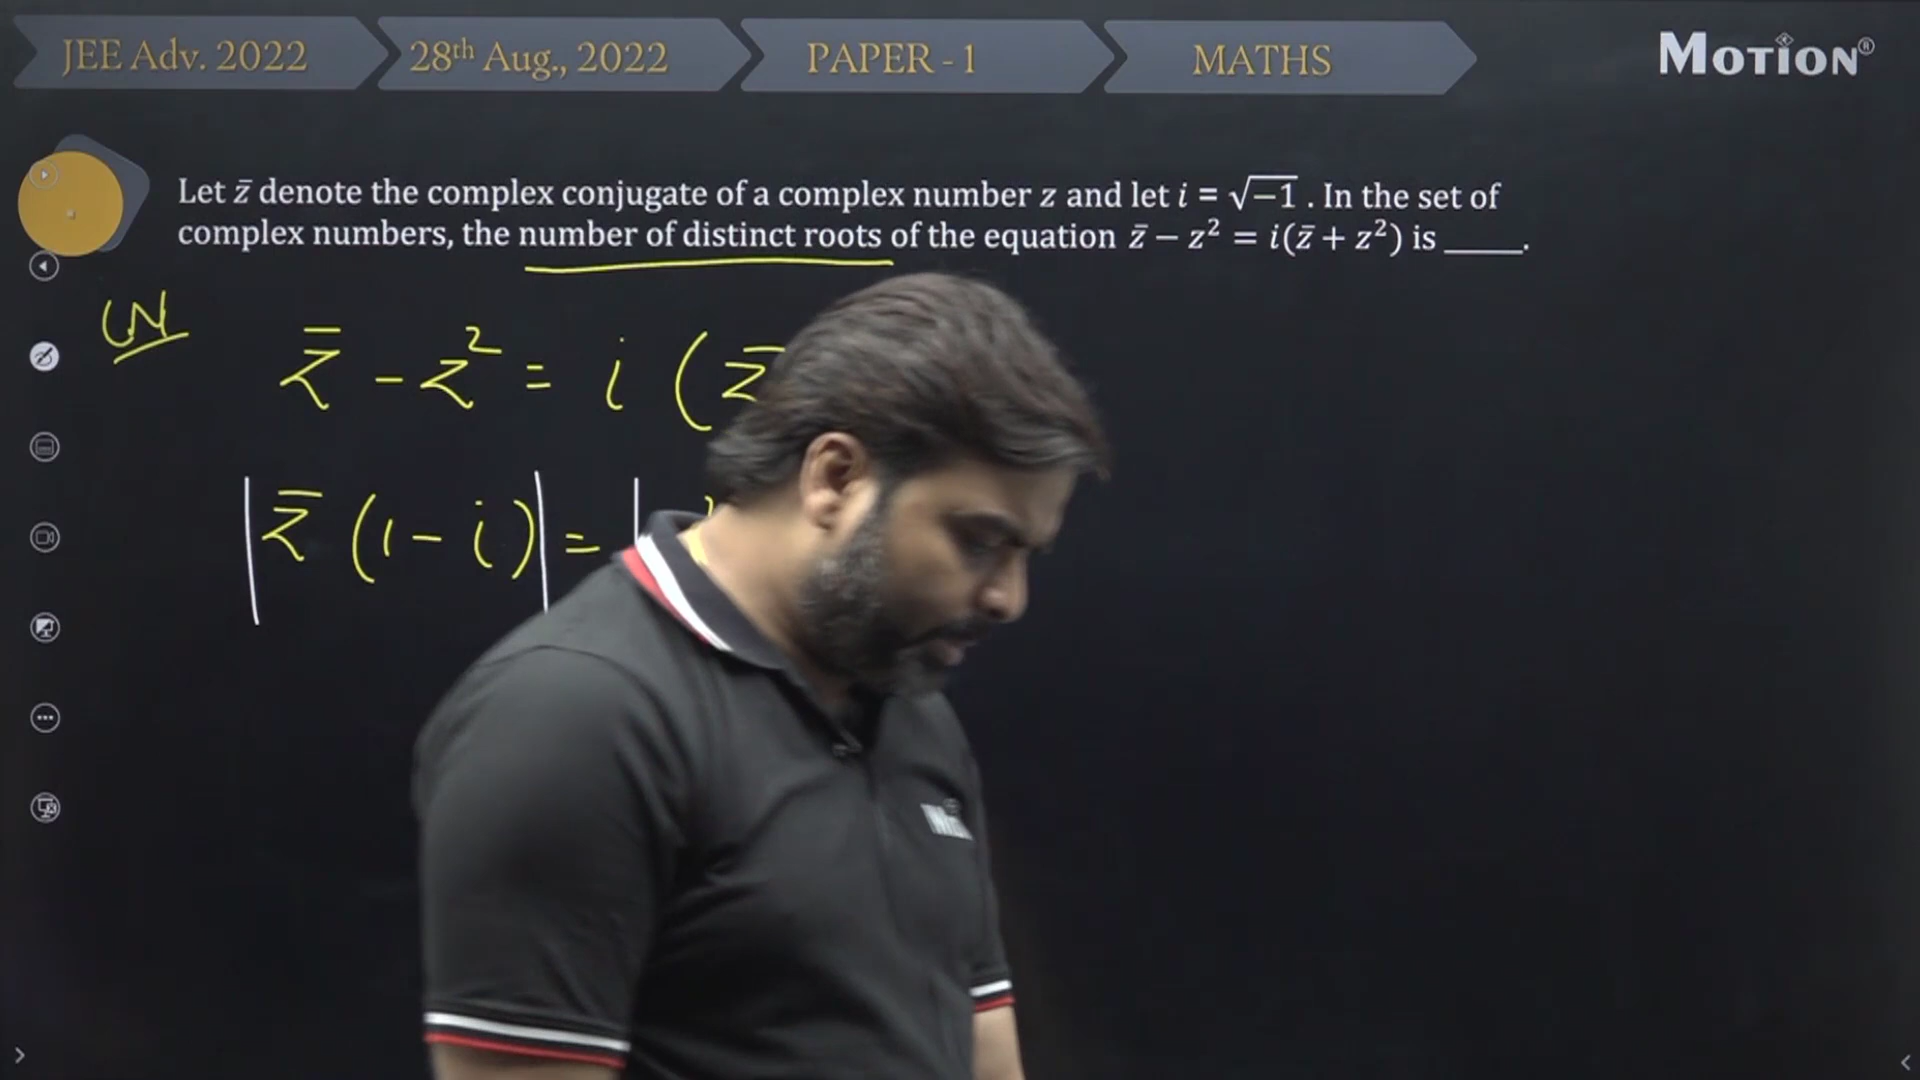 JEE Adv. 2022 28th Aug., 2022 PAPER - 1 MATHS MOTION®
Let z̄ denote the complex conjugate of a complex number z and let i = √−1 . In the set of
complex numbers, the number of distinct roots of the equation z̄ − z² = i(z̄ + z²) is ____.
z̄ − z² = i (z̄
|z̄ (1 − i)| = |